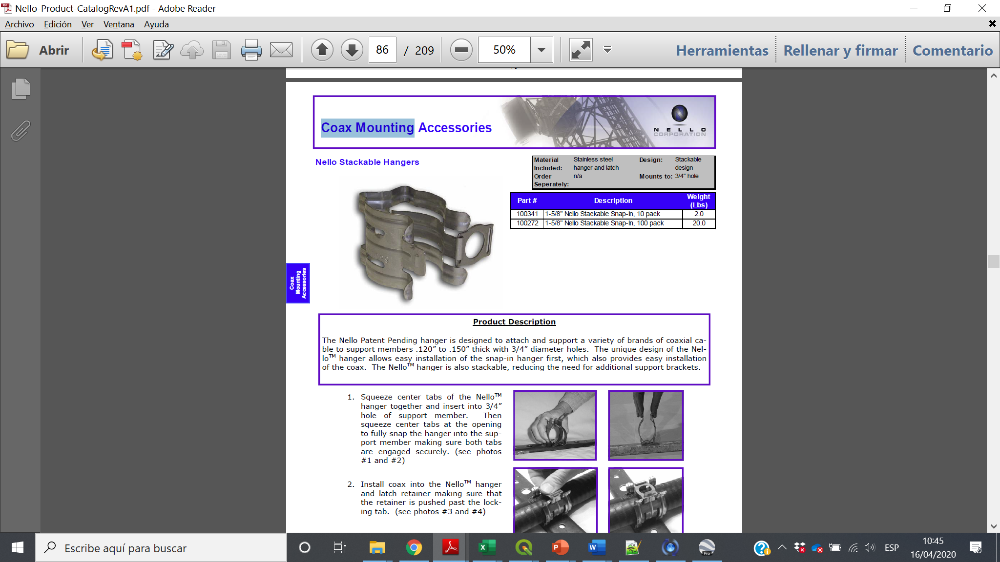 Nello-Product-CatalogRevA1.pdf - Adobe Reader
Archivo Edición Ver Ventana Ayuda
Abrir 86 / 209 50% Herramientas Rellenar y firmar Comentario
Coax Mounting Accessories
NELLO
CORPORATION
Nello Stackable Hangers
Material Stainless steel Design: Stackable
Included: hanger and latch design
Order n/a Mounts to: 3/4" hole
Seperately:
Part # Description Weight (Lbs)
100341 1-5/8" Nello Stackable Snap-In, 10 pack 2.0
100272 1-5/8" Nello Stackable Snap-In, 100 pack 20.0
Coax
Mounting
Accessories
Product Description
The Nello Patent Pending hanger is designed to attach and support a variety of brands of coaxial ca-
ble to support members .120” to .150” thick with 3/4” diameter holes. The unique design of the Nel-
lo™ hanger allows easy installation of the snap-in hanger first, which also provides easy installation
of the coax. The Nello™ hanger is also stackable, reducing the need for additional support brackets.
1. Squeeze center tabs of the Nello™
hanger together and insert into 3/4”
hole of support member. Then
squeeze center tabs at the opening
to fully snap the hanger into the sup-
port member making sure both tabs
are engaged securely. (see photos
#1 and #2)
2. Install coax into the Nello™ hanger
and latch retainer making sure that
the retainer is pushed past the lock-
ing tab. (see photos #3 and #4)
Escribe aquí para buscar
Pro
ESP
10:45
16/04/2020